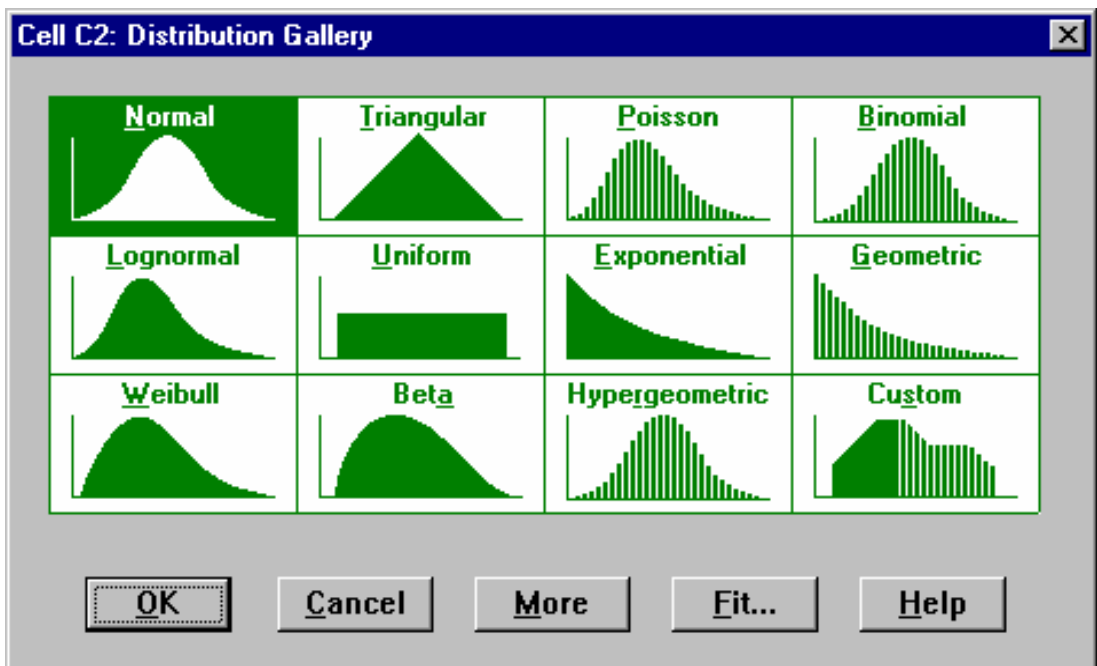 Cell C2: Distribution Gallery
Normal Triangular Poisson Binomial
Lognormal Uniform Exponential Geometric
Weibull Beta Hypergeometric Custom
OK Cancel More Fit... Help